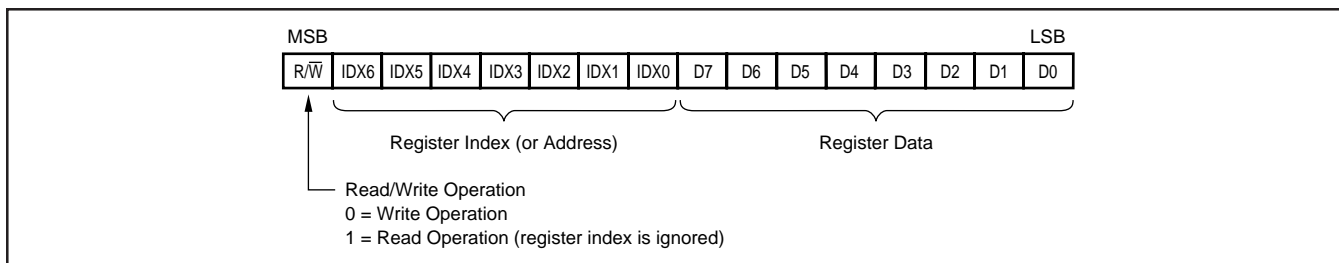 MSB LSB
R/W̅ IDX6 IDX5 IDX4 IDX3 IDX2 IDX1 IDX0 D7 D6 D5 D4 D3 D2 D1 D0
Register Index (or Address) Register Data
Read/Write Operation
0 = Write Operation
1 = Read Operation (register index is ignored)